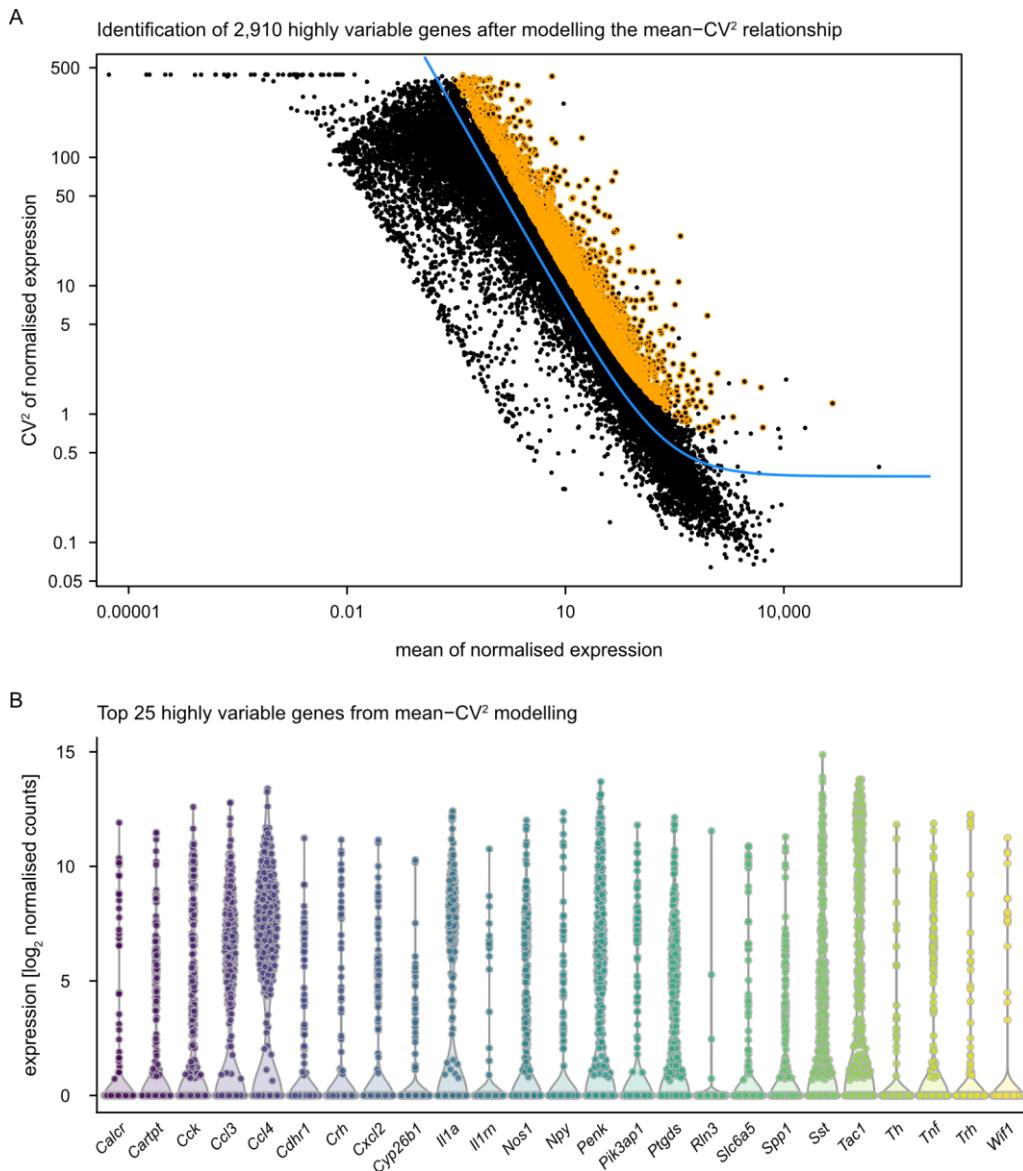 A
Identification of 2,910 highly variable genes after modelling the mean−CV² relationship
500
100
50
10
5
1
0.5
0.1
0.05
CV² of normalised expression
0.00001 0.01 10 10,000
mean of normalised expression
B
Top 25 highly variable genes from mean−CV² modelling
15
10
5
0
expression [log₂ normalised counts]
Calcr Cartpt Cck Ccl3 Ccl4 Cdhr1 Crh Cxcl2 Cyp26b1 Il1a Il1rn Nos1 Npy Penk Pik3ap1 Ptgds Rln3 Slc6a5 Spp1 Sst Tac1 Th Tnf Trh Wif1